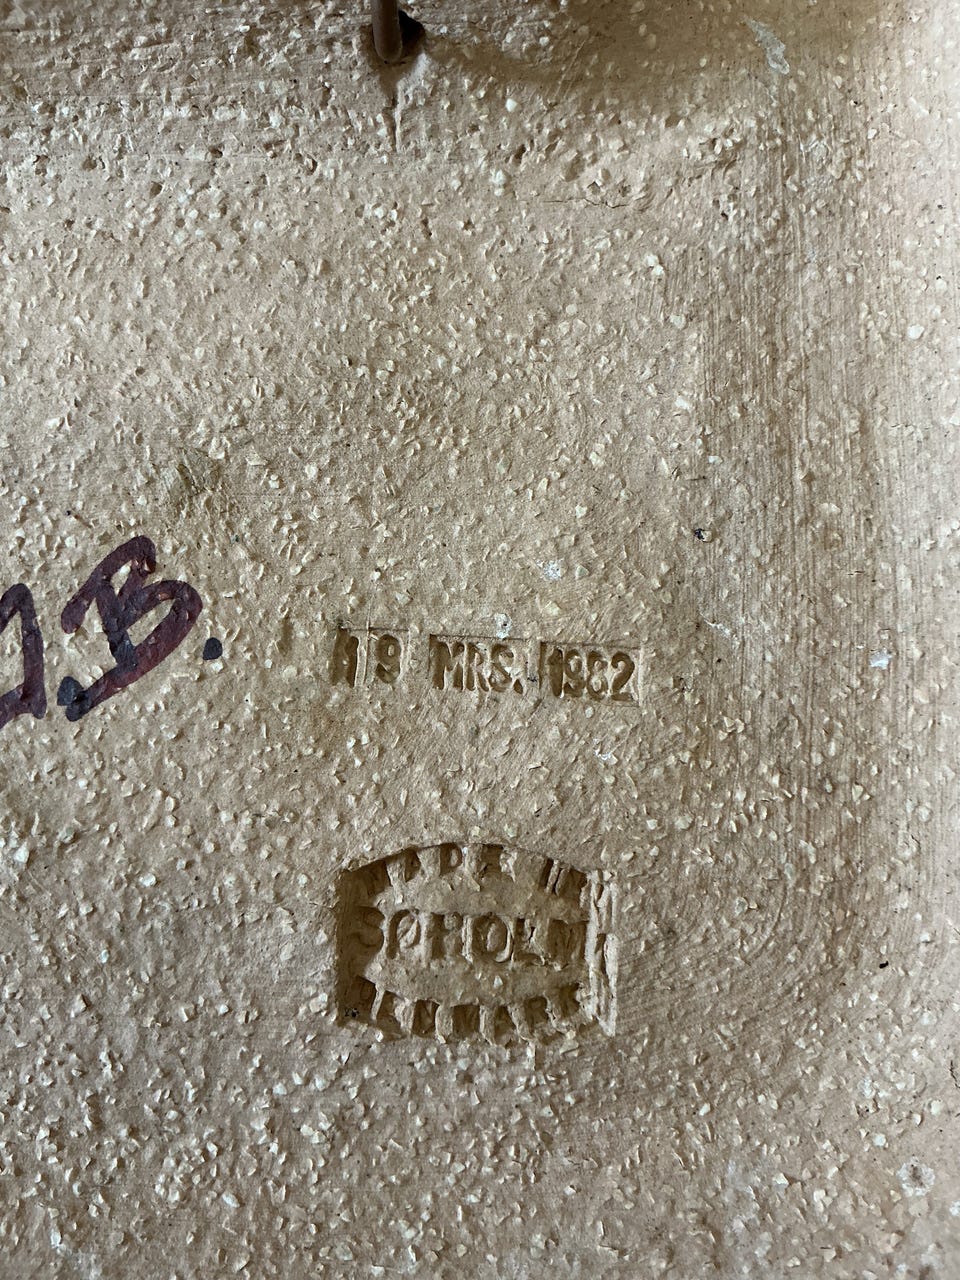 J.B.
19 MRS. 1982
MADE IN
SØHOLM
DENMARK